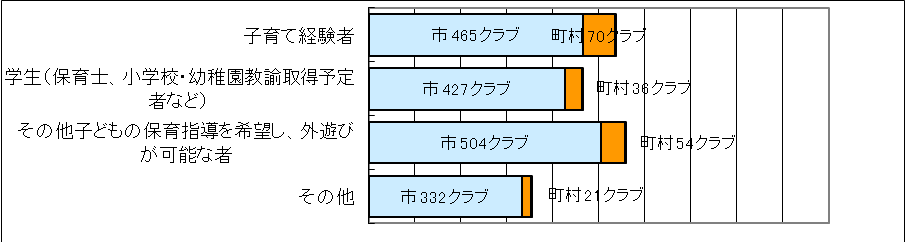 子育て経験者
市465クラブ
町村70クラブ
学生（保育士、小学校・幼稚園教諭取得予定
者など）
市427クラブ
町村36クラブ
その他子どもの保育指導を希望し、外遊び
が可能な者
市504クラブ
町村54クラブ
その他
市332クラブ
町村21クラブ